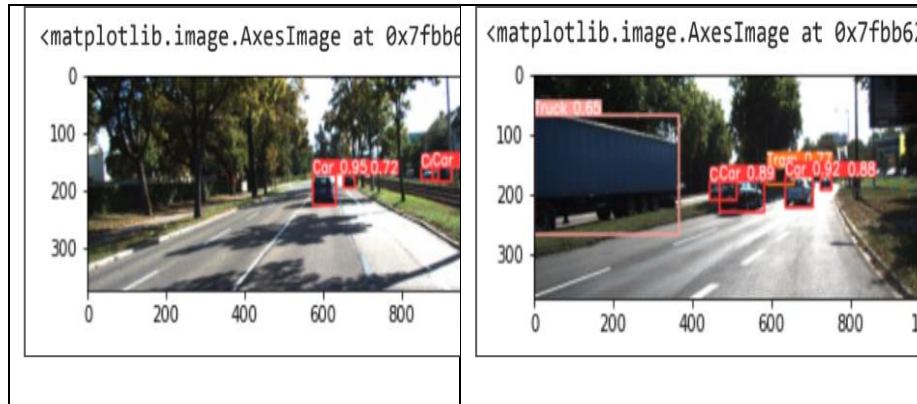 <matplotlib.image.AxesImage at 0x7fbb6
0
100
200
300
Car 0.95 0.72
Car
0 200 400 600 800
<matplotlib.image.AxesImage at 0x7fbb62
0
100
200
300
Truck 0.65
Car 0.89
Car 0.92 0.88
0 200 400 600 800 1